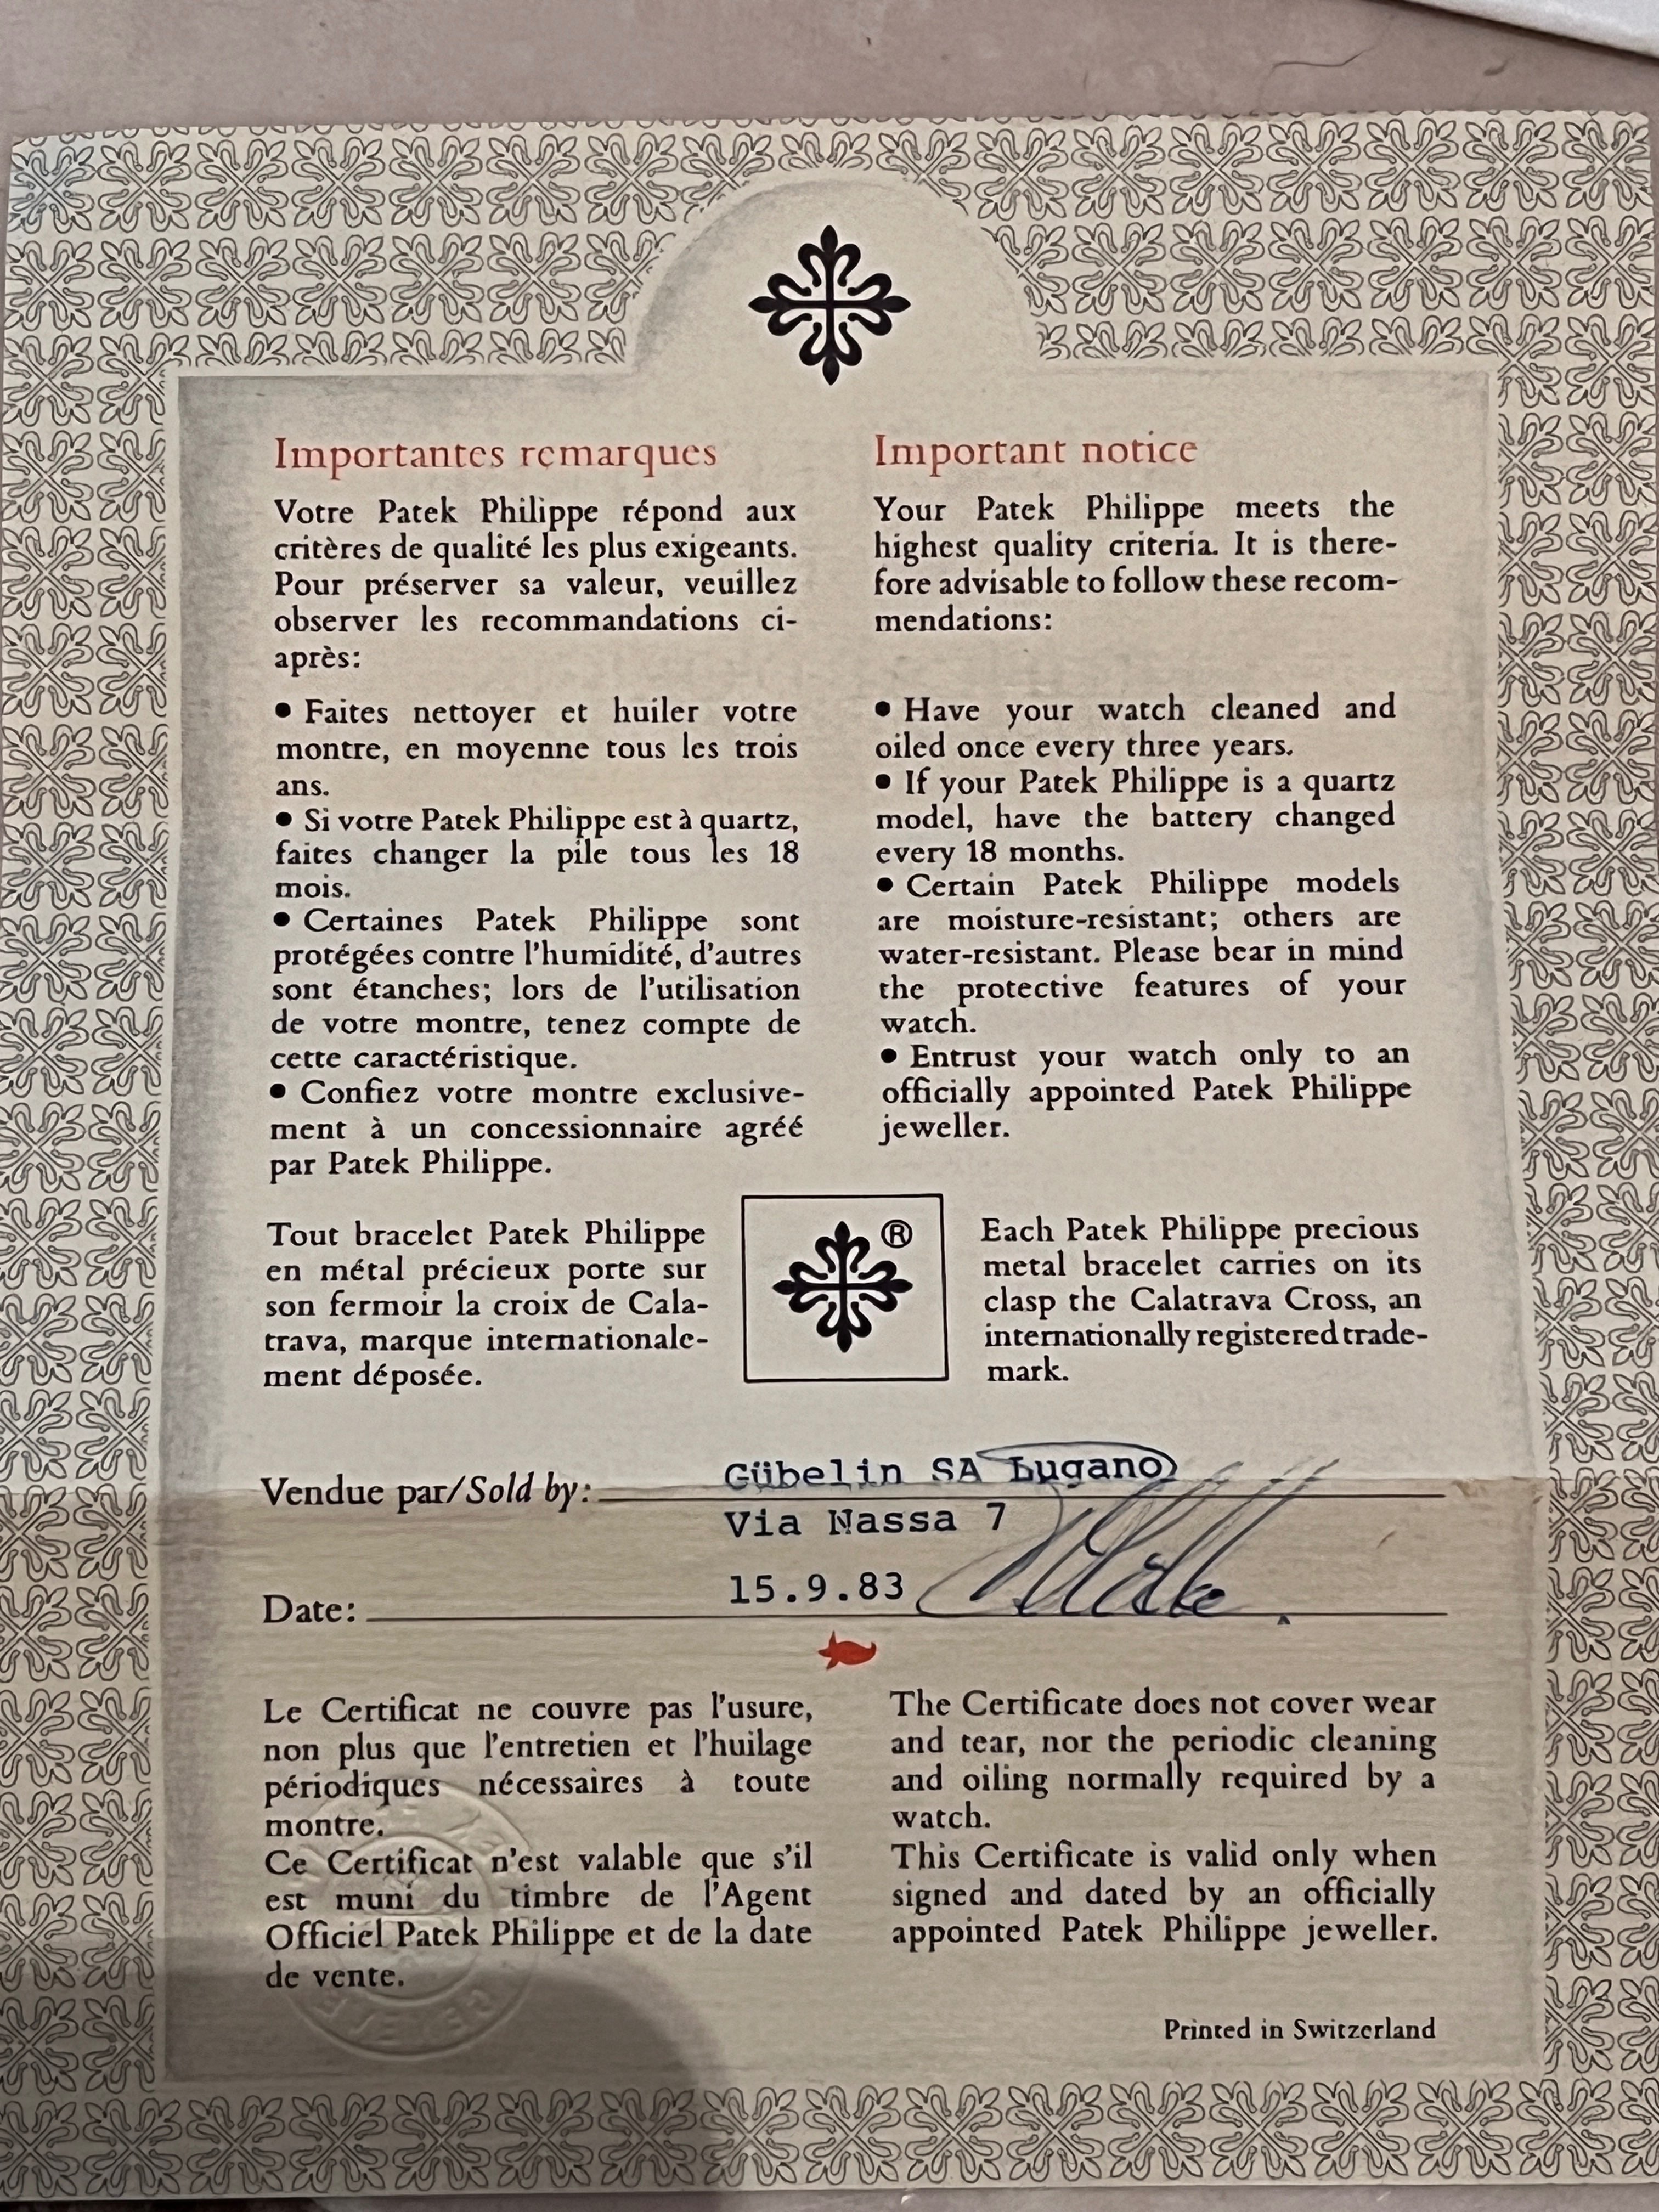 Importantes remarques
Votre Patek Philippe répond aux
critères de qualité les plus exigeants.
Pour préserver sa valeur, veuillez
observer les recommandations ci-
après:
• Faites nettoyer et huiler votre
montre, en moyenne tous les trois
ans.
• Si votre Patek Philippe est à quartz,
faites changer la pile tous les 18
mois.
• Certaines Patek Philippe sont
protégées contre l'humidité, d'autres
sont étanches; lors de l'utilisation
de votre montre, tenez compte de
cette caractéristique.
• Confiez votre montre exclusive-
ment à un concessionnaire agréé
par Patek Philippe.
Important notice
Your Patek Philippe meets the
highest quality criteria. It is there-
fore advisable to follow these recom-
mendations:
• Have your watch cleaned and
oiled once every three years.
• If your Patek Philippe is a quartz
model, have the battery changed
every 18 months.
• Certain Patek Philippe models
are moisture-resistant; others are
water-resistant. Please bear in mind
the protective features of your
watch.
• Entrust your watch only to an
officially appointed Patek Philippe
jeweller.
Tout bracelet Patek Philippe
en métal précieux porte sur
son fermoir la croix de Cala-
trava, marque internationale-
ment déposée.
®
Each Patek Philippe precious
metal bracelet carries on its
clasp the Calatrava Cross, an
internationally registered trade-
mark.
Vendue par/Sold by: Gübelin SA Lugano
Via Nassa 7
Date: 15.9.83
Le Certificat ne couvre pas l'usure,
non plus que l'entretien et l'huilage
périodiques nécessaires à toute
montre.
Ce Certificat n'est valable que s'il
est muni du timbre de l'Agent
Officiel Patek Philippe et de la date
de vente.
The Certificate does not cover wear
and tear, nor the periodic cleaning
and oiling normally required by a
watch.
This Certificate is valid only when
signed and dated by an officially
appointed Patek Philippe jeweller.
Printed in Switzerland